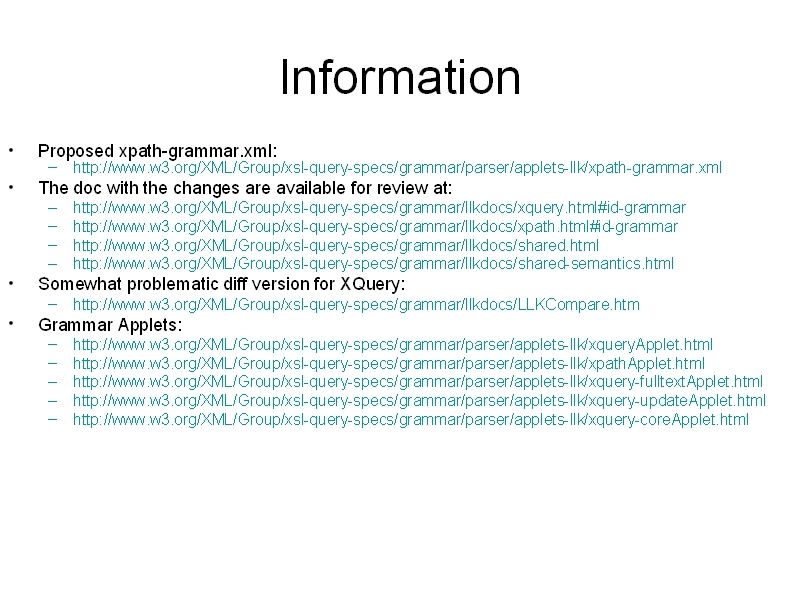 Information
• Proposed xpath-grammar.xml:
– http://www.w3.org/XML/Group/xsl-query-specs/grammar/parser/applets-llk/xpath-grammar.xml
• The doc with the changes are available for review at:
– http://www.w3.org/XML/Group/xsl-query-specs/grammar/llkdocs/xquery.html#id-grammar
– http://www.w3.org/XML/Group/xsl-query-specs/grammar/llkdocs/xpath.html#id-grammar
– http://www.w3.org/XML/Group/xsl-query-specs/grammar/llkdocs/shared.html
– http://www.w3.org/XML/Group/xsl-query-specs/grammar/llkdocs/shared-semantics.html
• Somewhat problematic diff version for XQuery:
– http://www.w3.org/XML/Group/xsl-query-specs/grammar/llkdocs/LLKCompare.htm
• Grammar Applets:
– http://www.w3.org/XML/Group/xsl-query-specs/grammar/parser/applets-llk/xqueryApplet.html
– http://www.w3.org/XML/Group/xsl-query-specs/grammar/parser/applets-llk/xpathApplet.html
– http://www.w3.org/XML/Group/xsl-query-specs/grammar/parser/applets-llk/xquery-fulltextApplet.html
– http://www.w3.org/XML/Group/xsl-query-specs/grammar/parser/applets-llk/xquery-updateApplet.html
– http://www.w3.org/XML/Group/xsl-query-specs/grammar/parser/applets-llk/xquery-coreApplet.html